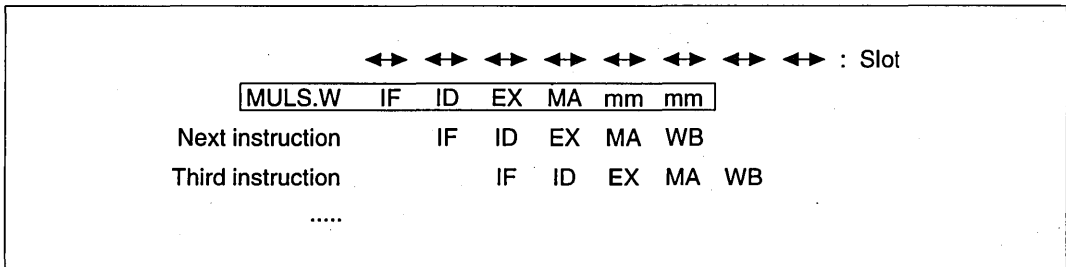 : Slot
MULS.W IF ID EX MA mm mm
Next instruction IF ID EX MA WB
Third instruction IF ID EX MA WB
.....